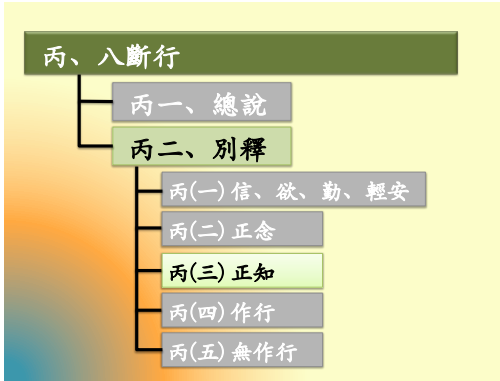 丙、八斷行
丙一、總說
丙二、別釋
丙(一)信、欲、勤、輕安
丙(二)正念
丙(三)正知
丙(四)作行
丙(五)無作行